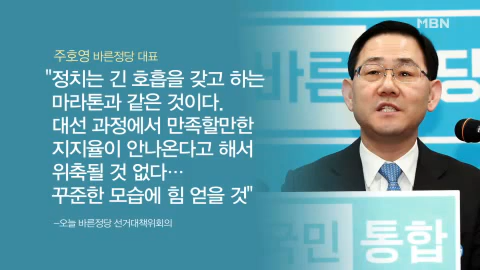 MBN
주호영 바른정당 대표
"정치는 긴 호흡을 갖고 하는
마라톤과 같은 것이다.
대선 과정에서 만족할만한
지지율이 안나온다고 해서
위축될 것 없다…
꾸준한 모습에 힘 얻을 것"
-오늘 바른정당 선거대책위회의
바른정당
국민 통합